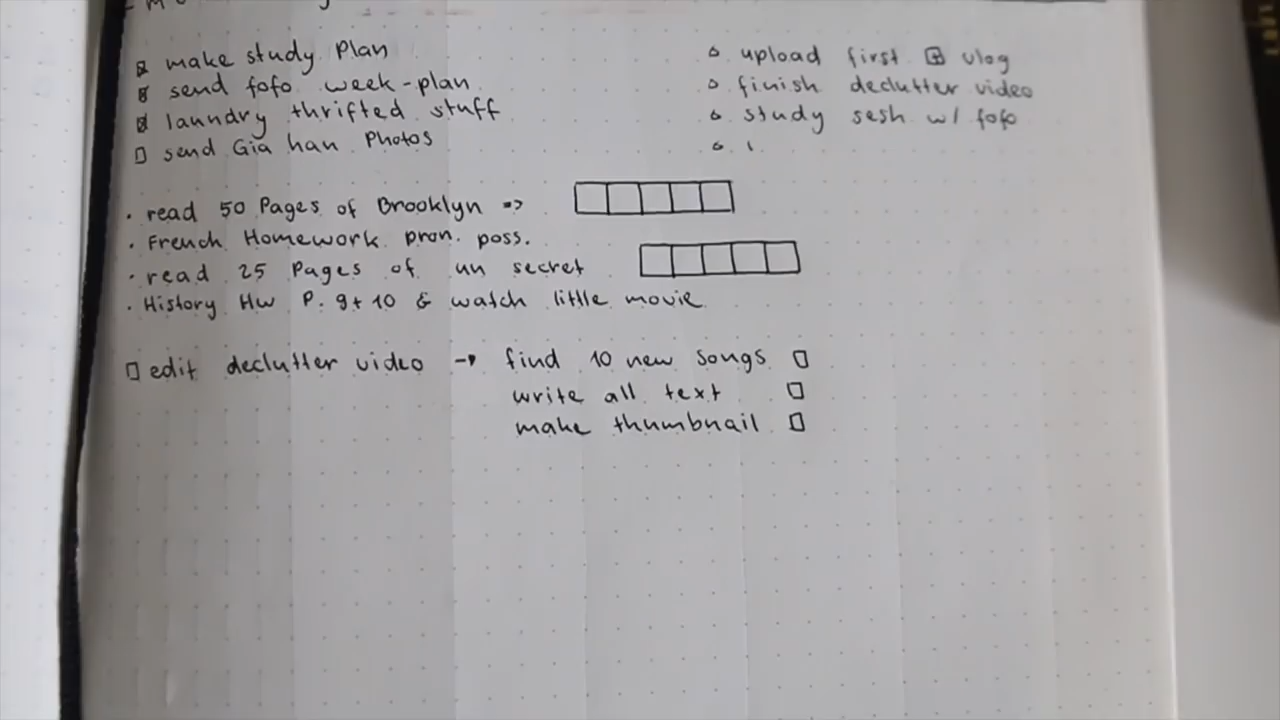 make study Plan
send fofo week-plan
laundry thrifted stuff
send Gia han Photos
upload first vlog
finish declutter video
study sesh w/ fofo
• read 50 Pages of Brooklyn =>
• French Homework pron. poss.
• read 25 Pages of un secret
• History Hw P. 9+10 & watch little movie
edit declutter video → find 10 new songs
write all text
make thumbnail